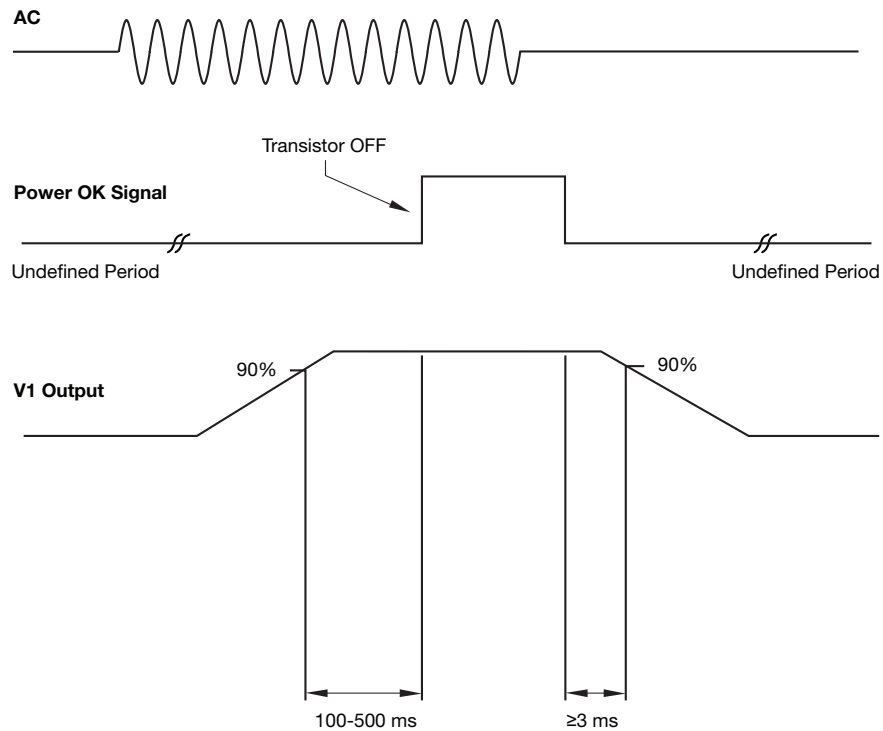 AC
Transistor OFF
Power OK Signal
Undefined Period
Undefined Period
90%
90%
V1 Output
100-500 ms
≥3 ms